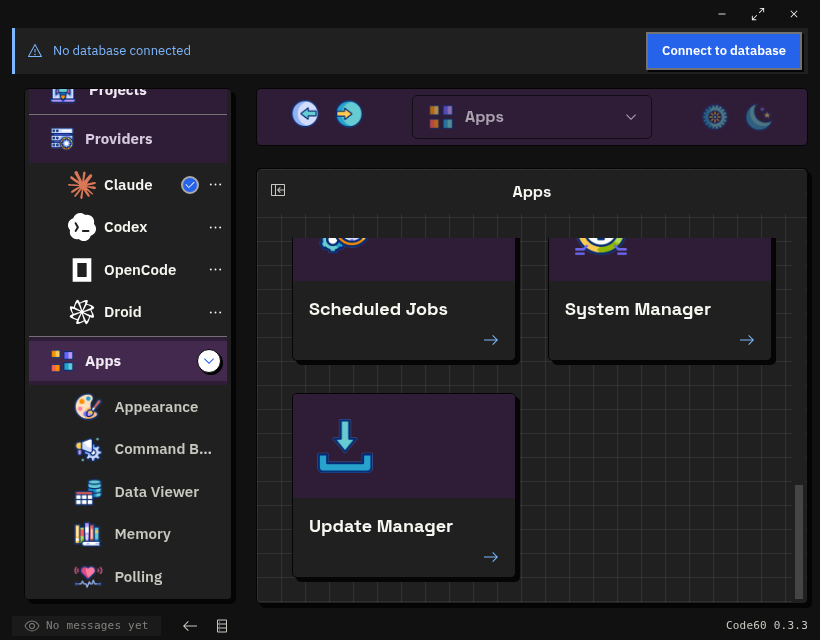 No database connected
Connect to database
Projects
Providers
Claude
Codex
OpenCode
Droid
Apps
Appearance
Command B...
Data Viewer
Memory
Polling
Apps
Apps
Scheduled Jobs
System Manager
Update Manager
No messages yet
Code60 0.3.3